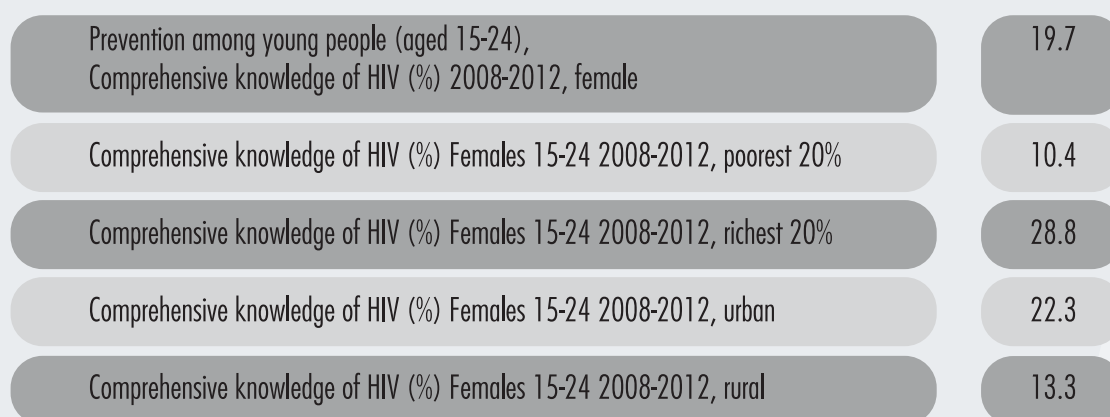 Prevention among young people (aged 15-24), 19.7
Comprehensive knowledge of HIV (%) 2008-2012, female
Comprehensive knowledge of HIV (%) Females 15-24 2008-2012, poorest 20% 10.4
Comprehensive knowledge of HIV (%) Females 15-24 2008-2012, richest 20% 28.8
Comprehensive knowledge of HIV (%) Females 15-24 2008-2012, urban 22.3
Comprehensive knowledge of HIV (%) Females 15-24 2008-2012, rural 13.3